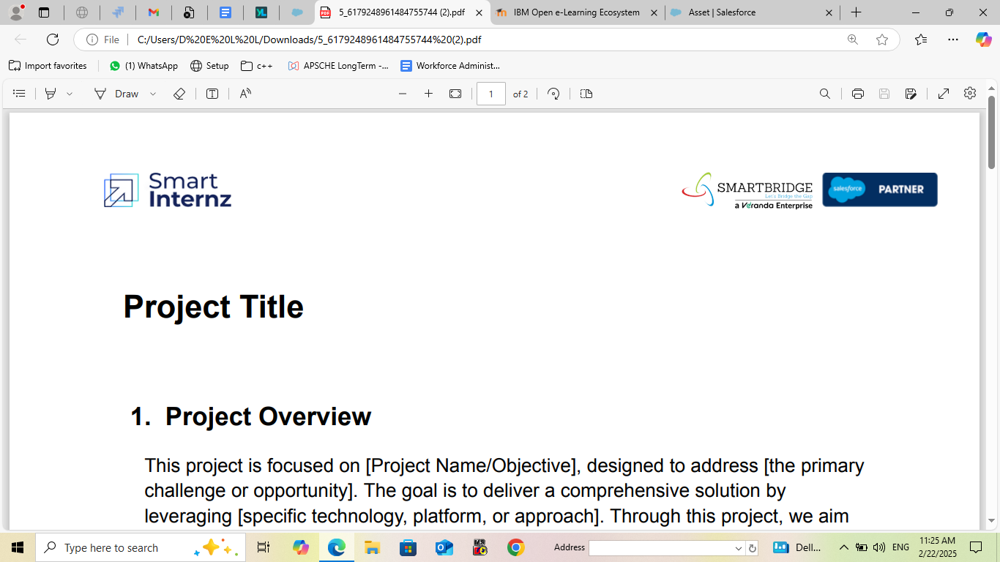 5_6179248961484755744 (2).pdf
IBM Open e-Learning Ecosystem
Asset | Salesforce
File
C:/Users/D%20E%20L%20L/Downloads/5_6179248961484755744%20(2).pdf
Import favorites
(1) WhatsApp
Setup
c++
APSCHE LongTerm -...
Workforce Administ...
Draw
1
of 2
Smart
Internz
SMARTBRIDGE
Let's Bridge the Gap
a Veranda Enterprise
salesforce
PARTNER
Project Title
1. Project Overview
This project is focused on [Project Name/Objective], designed to address [the primary
challenge or opportunity]. The goal is to deliver a comprehensive solution by
leveraging [specific technology, platform, or approach]. Through this project, we aim
Type here to search
Address
Dell...
ENG
11:25 AM
2/22/2025